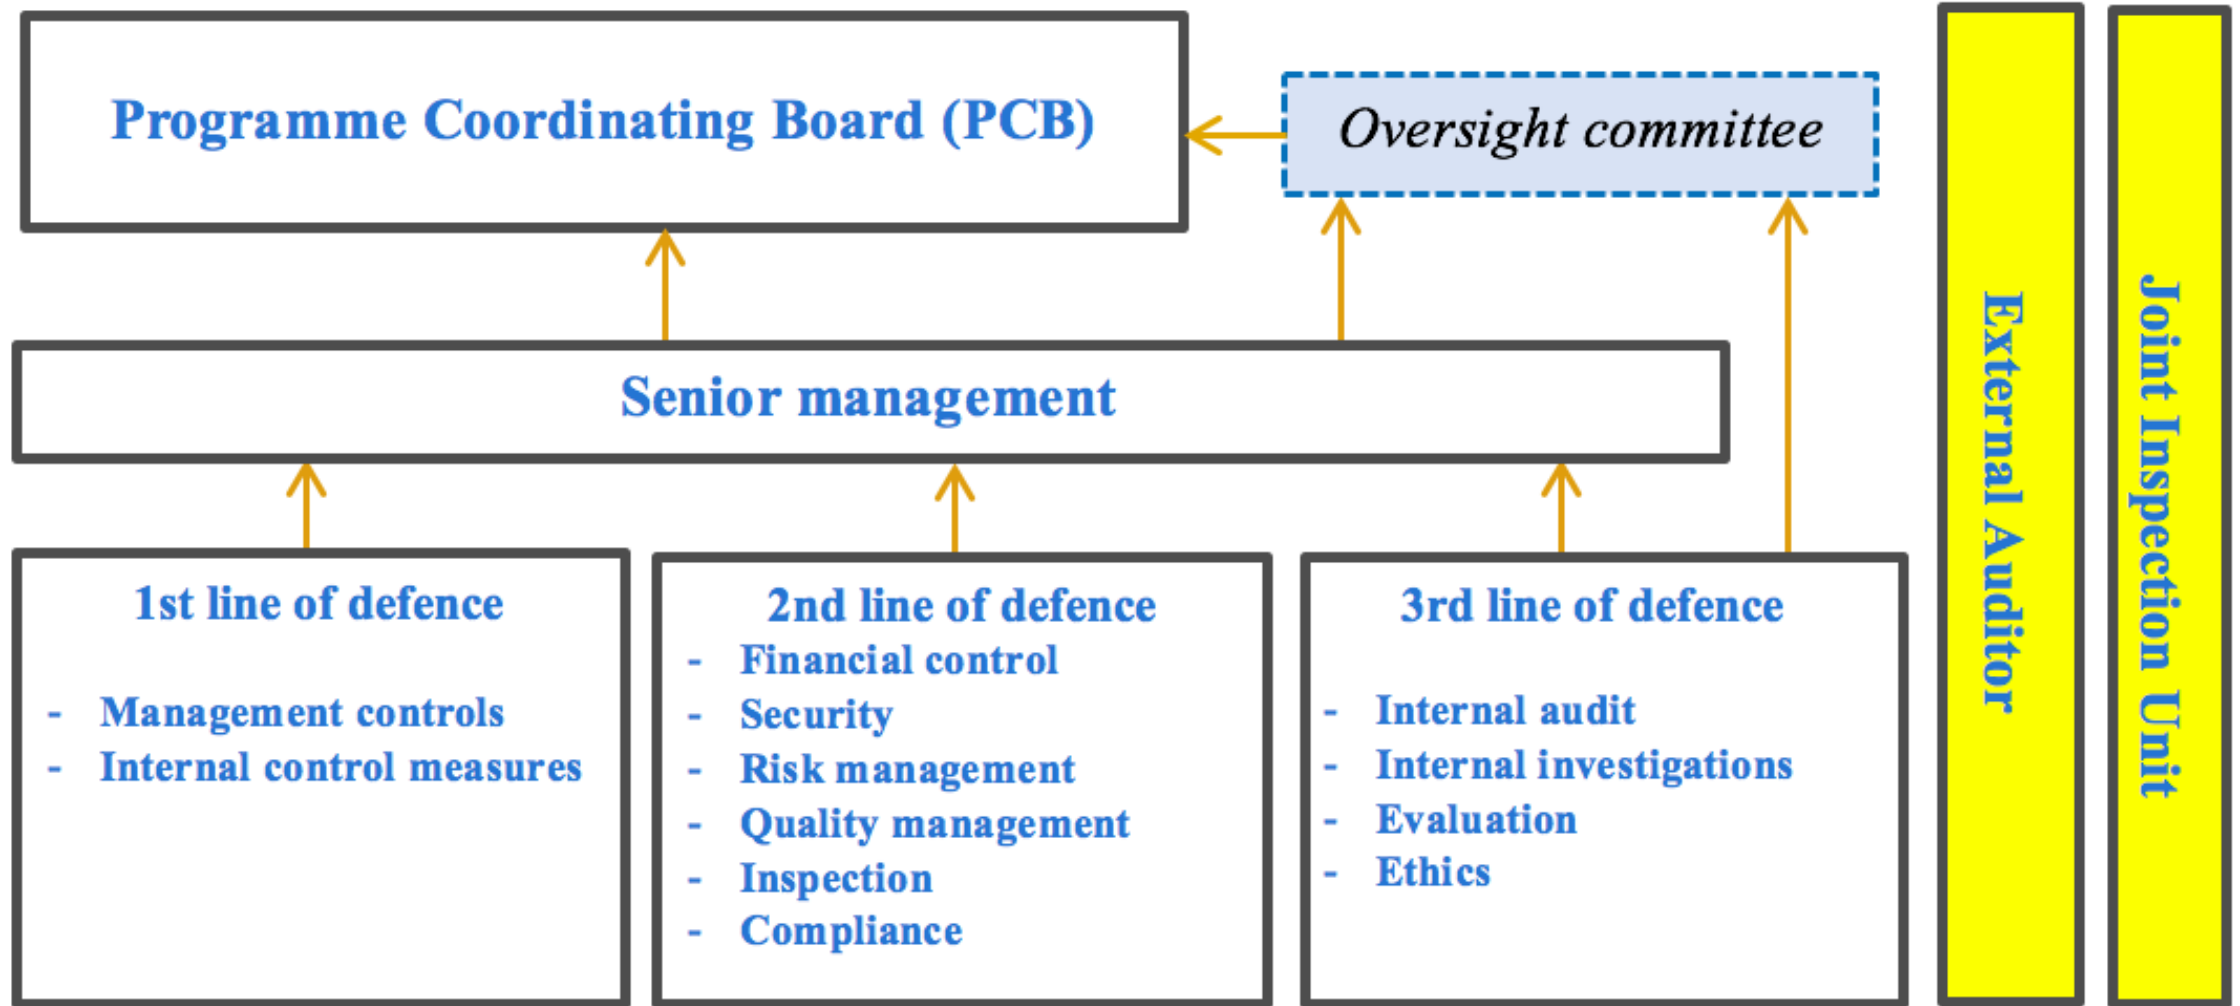 Programme Coordinating Board (PCB)
Oversight committee
Senior management
1st line of defence
- Management controls
- Internal control measures
2nd line of defence
- Financial control
- Security
- Risk management
- Quality management
- Inspection
- Compliance
3rd line of defence
- Internal audit
- Internal investigations
- Evaluation
- Ethics
External Auditor
Joint Inspection Unit